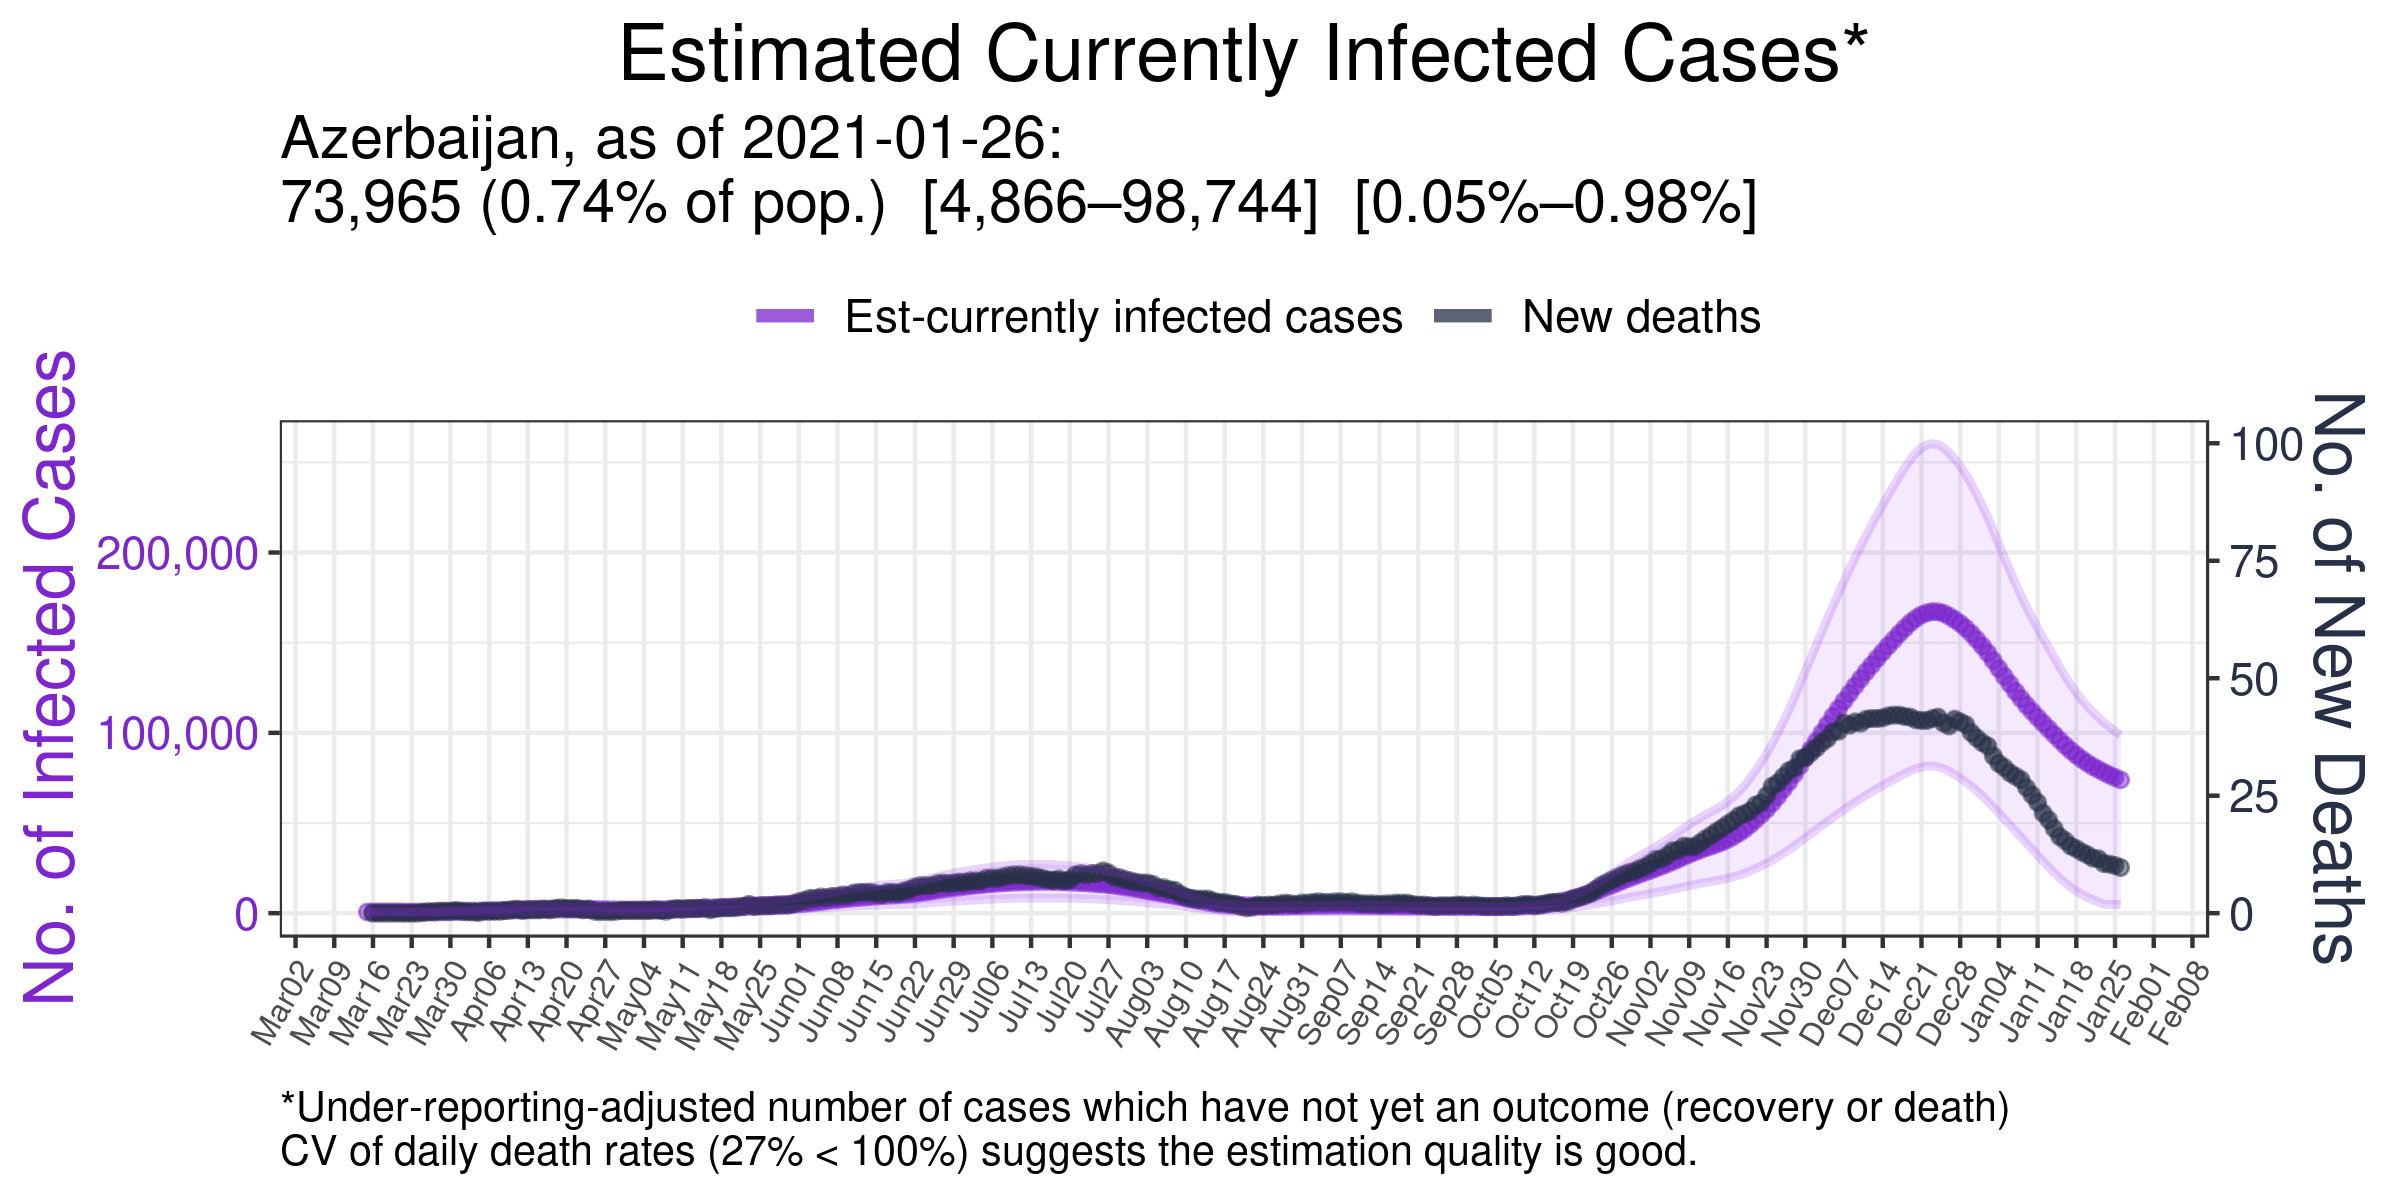 Estimated Currently Infected Cases*
Azerbaijan, as of 2021-01-26:
73,965 (0.74% of pop.)  [4,866–98,744]  [0.05%–0.98%]
Est-currently infected cases
New deaths
No. of Infected Cases
200,000
100,000
0
100
75
50
25
0
No. of New Deaths
Mar02
Mar09
Mar16
Mar23
Mar30
Apr06
Apr13
Apr20
Apr27
May04
May11
May18
May25
Jun01
Jun08
Jun15
Jun22
Jun29
Jul06
Jul13
Jul20
Jul27
Aug03
Aug10
Aug17
Aug24
Aug31
Sep07
Sep14
Sep21
Sep28
Oct05
Oct12
Oct19
Oct26
Nov02
Nov09
Nov16
Nov23
Nov30
Dec07
Dec14
Dec21
Dec28
Jan04
Jan11
Jan18
Jan25
Feb01
Feb08
*Under-reporting-adjusted number of cases which have not yet an outcome (recovery or death)
CV of daily death rates (27% < 100%) suggests the estimation quality is good.